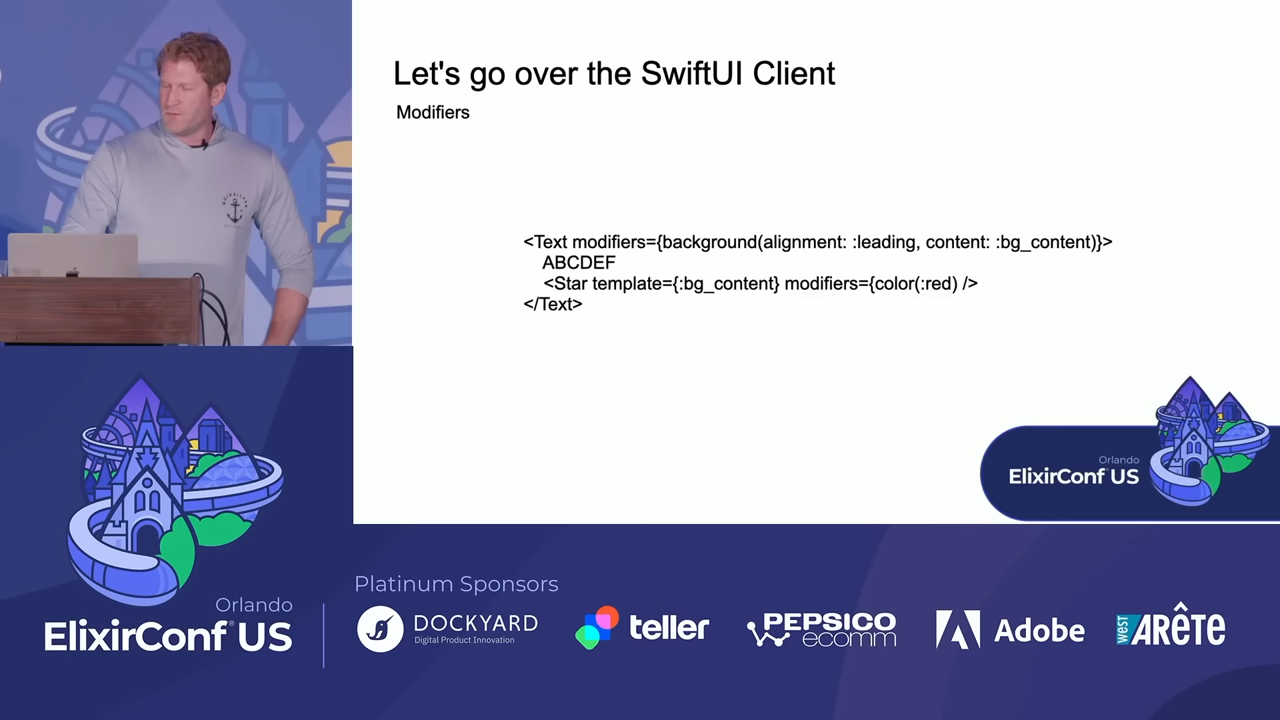 Let's go over the SwiftUI Client
Modifiers
<Text modifiers={background(alignment: :leading, content: :bg_content)}>
ABCDEF
<Star template={:bg_content} modifiers={color(:red) />
</Text>
Orlando
ElixirConf US
Orlando
ElixirConf® US
Platinum Sponsors
DOCKYARD
Digital Product Innovation
teller
PEPSICO
ecomm
Adobe
west ARÊTE